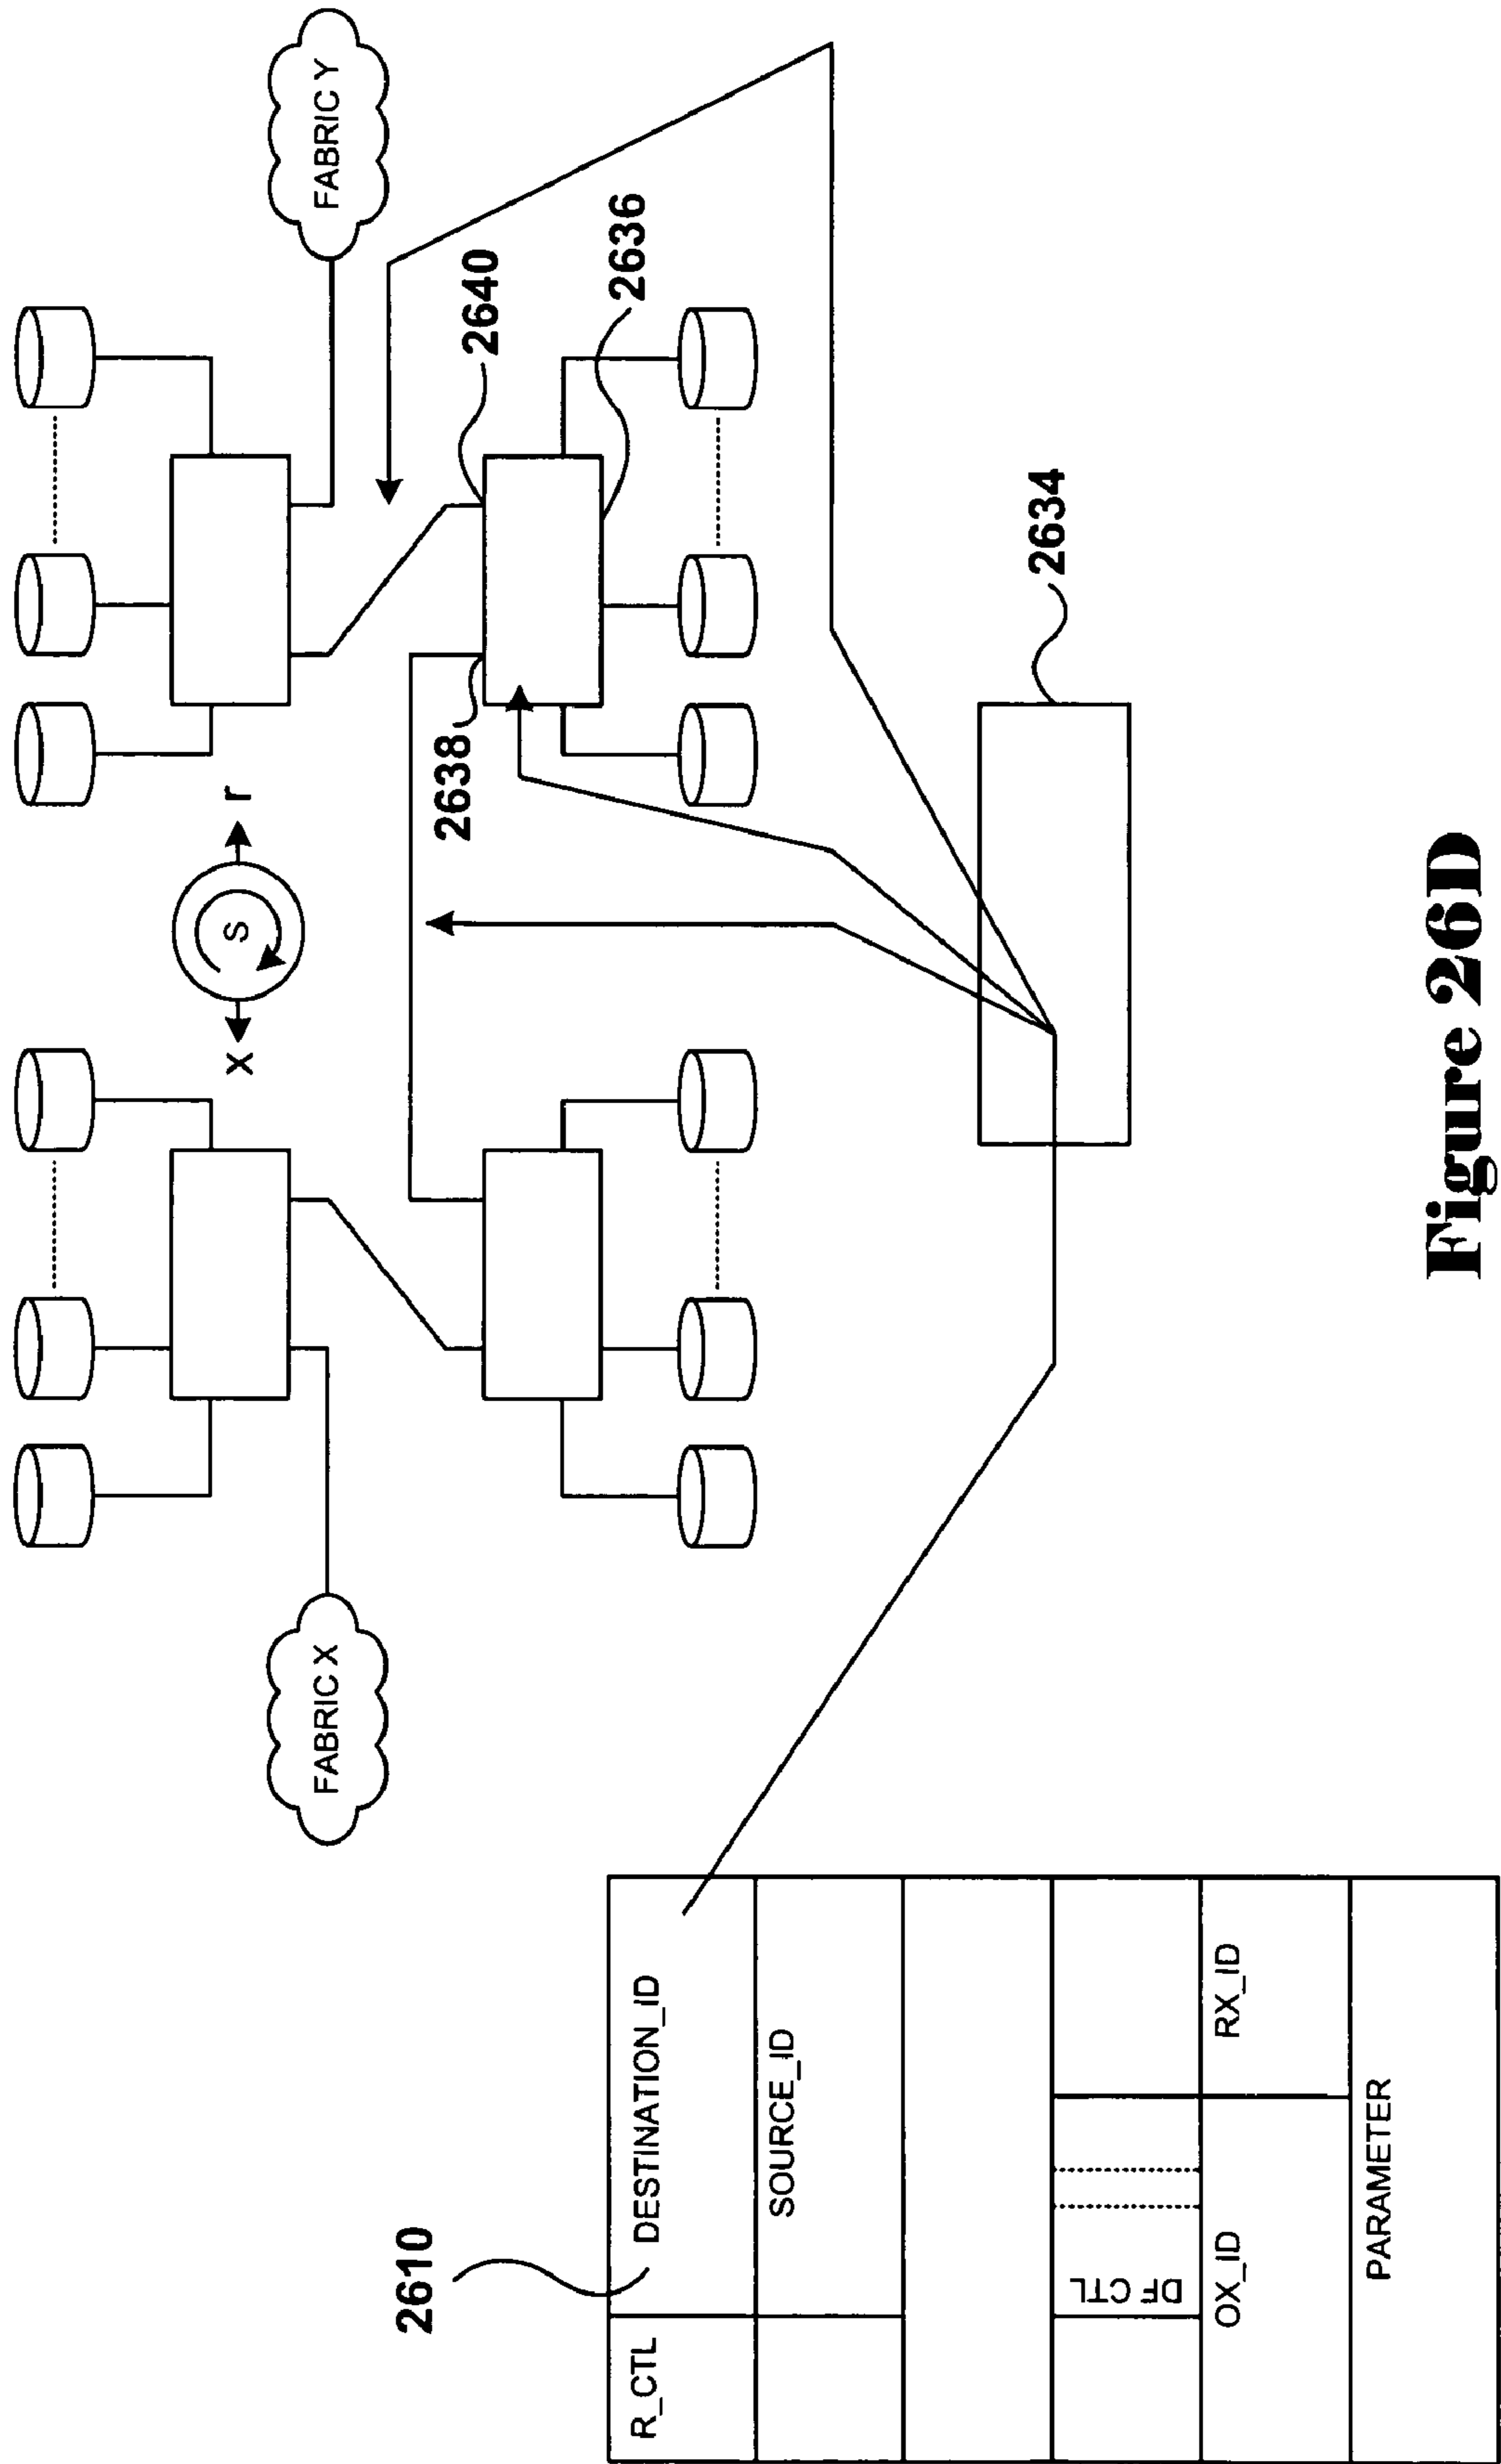 FABRIC X
FABRIC Y
x
s
r
2638
2640
2636
2634
2610
R_CTL
DESTINATION_ID
SOURCE_ID
DF CTL
OX_ID
RX_ID
PARAMETER
Figure 26D